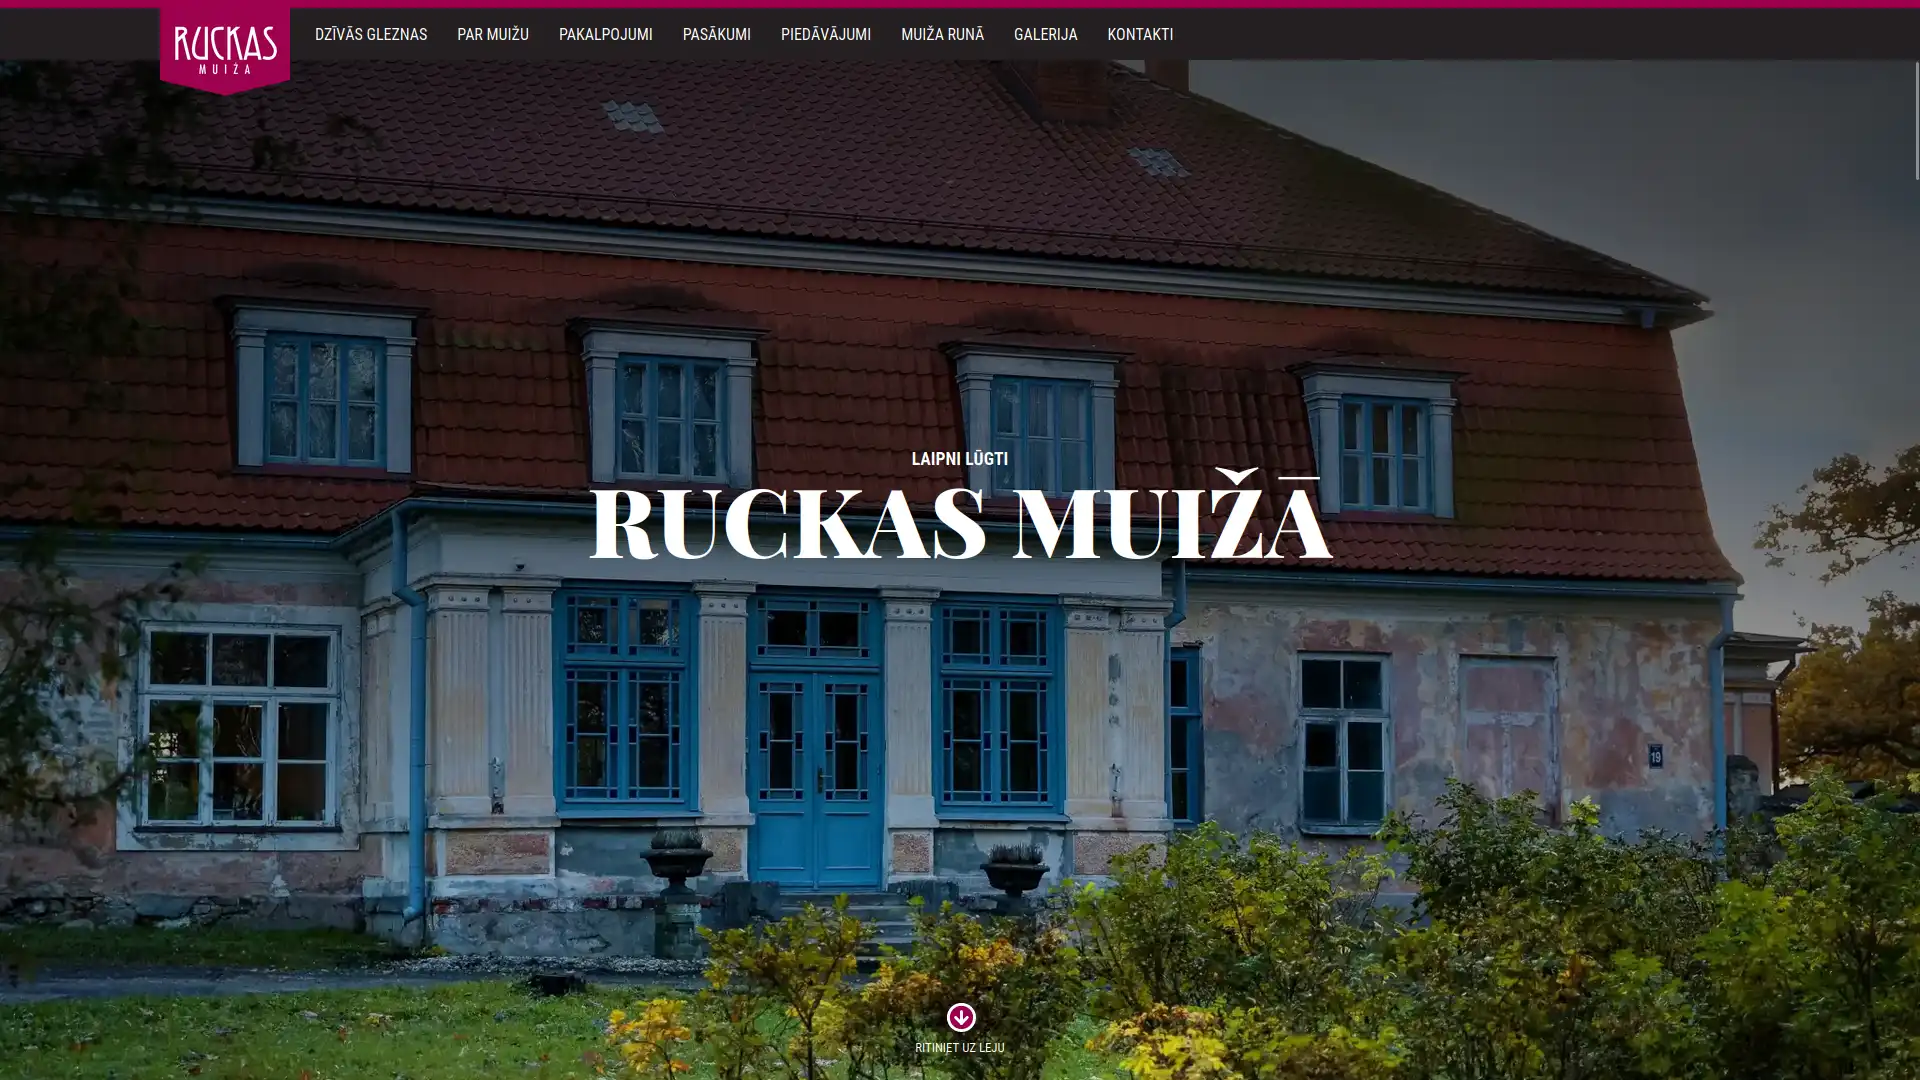 RUCKAS
MUIŽA
DZĪVĀS GLEZNAS
PAR MUIŽU
PAKALPOJUMI
PASĀKUMI
PIEDĀVĀJUMI
MUIŽA RUNĀ
GALERIJA
KONTAKTI
LAIPNI LŪGTI
RUCKAS MUIŽĀ
19
RITINIET UZ LEJU